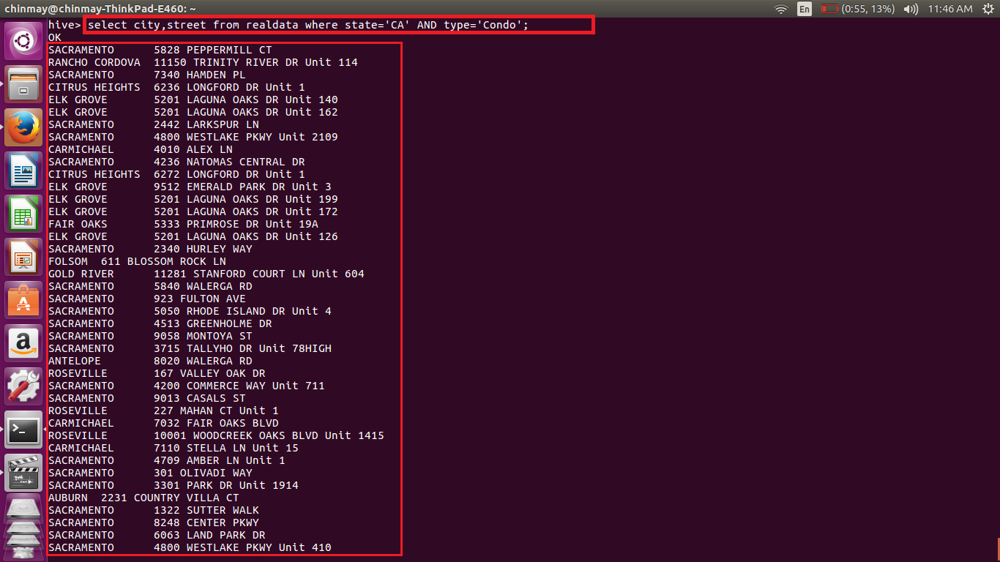 chinmay@chinmay-ThinkPad-E460: ~ En (0:55, 13%) 11:46 AM
hive> select city,street from realdata where state='CA' AND type='Condo';
OK
SACRAMENTO 5828 PEPPERMILL CT
RANCHO CORDOVA 11150 TRINITY RIVER DR Unit 114
SACRAMENTO 7340 HAMDEN PL
CITRUS HEIGHTS 6236 LONGFORD DR Unit 1
ELK GROVE 5201 LAGUNA OAKS DR Unit 140
ELK GROVE 5201 LAGUNA OAKS DR Unit 162
SACRAMENTO 2442 LARKSPUR LN
SACRAMENTO 4800 WESTLAKE PKWY Unit 2109
CARMICHAEL 4010 ALEX LN
SACRAMENTO 4236 NATOMAS CENTRAL DR
CITRUS HEIGHTS 6272 LONGFORD DR Unit 1
ELK GROVE 9512 EMERALD PARK DR Unit 3
ELK GROVE 5201 LAGUNA OAKS DR Unit 199
ELK GROVE 5201 LAGUNA OAKS DR Unit 172
FAIR OAKS 5333 PRIMROSE DR Unit 19A
ELK GROVE 5201 LAGUNA OAKS DR Unit 126
SACRAMENTO 2340 HURLEY WAY
FOLSOM 611 BLOSSOM ROCK LN
GOLD RIVER 11281 STANFORD COURT LN Unit 604
SACRAMENTO 5840 WALERGA RD
SACRAMENTO 923 FULTON AVE
SACRAMENTO 5050 RHODE ISLAND DR Unit 4
SACRAMENTO 4513 GREENHOLME DR
SACRAMENTO 9058 MONTOYA ST
SACRAMENTO 3715 TALLYHO DR Unit 78HIGH
ANTELOPE 8020 WALERGA RD
ROSEVILLE 167 VALLEY OAK DR
SACRAMENTO 4200 COMMERCE WAY Unit 711
SACRAMENTO 9013 CASALS ST
ROSEVILLE 227 MAHAN CT Unit 1
CARMICHAEL 7032 FAIR OAKS BLVD
ROSEVILLE 10001 WOODCREEK OAKS BLVD Unit 1415
CARMICHAEL 7110 STELLA LN Unit 15
SACRAMENTO 4709 AMBER LN Unit 1
SACRAMENTO 301 OLIVADI WAY
SACRAMENTO 3301 PARK DR Unit 1914
AUBURN 2231 COUNTRY VILLA CT
SACRAMENTO 1322 SUTTER WALK
SACRAMENTO 8248 CENTER PKWY
SACRAMENTO 6063 LAND PARK DR
SACRAMENTO 4800 WESTLAKE PKWY Unit 410